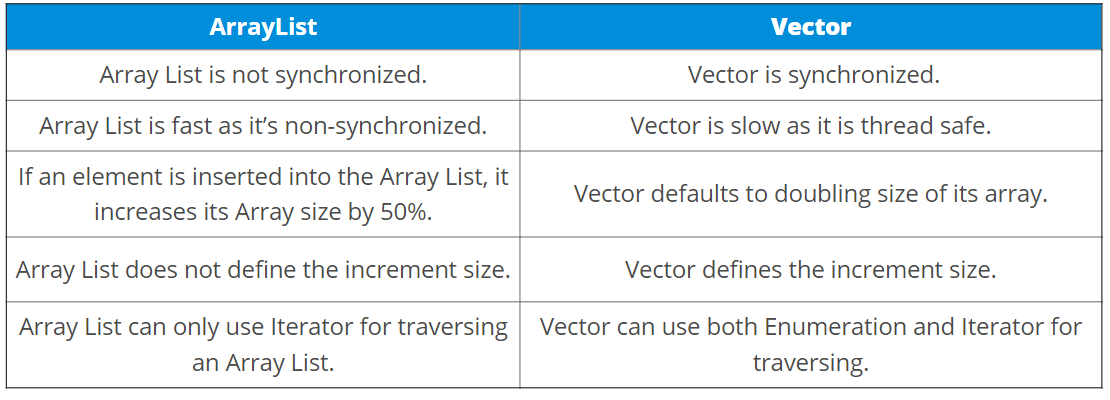 ArrayList
Vector
Array List is not synchronized.
Vector is synchronized.
Array List is fast as it’s non-synchronized.
Vector is slow as it is thread safe.
If an element is inserted into the Array List, it
increases its Array size by 50%.
Vector defaults to doubling size of its array.
Array List does not define the increment size.
Vector defines the increment size.
Array List can only use Iterator for traversing
an Array List.
Vector can use both Enumeration and Iterator for
traversing.